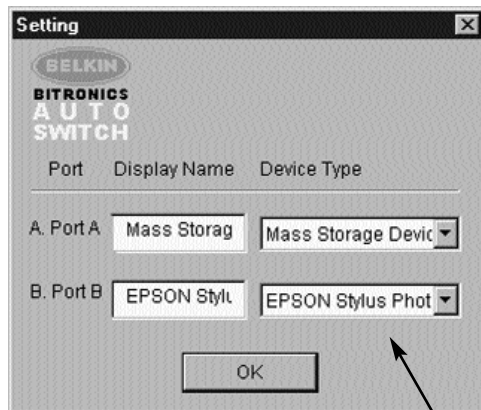 Setting
BELKIN
BITRONICS
AUTO
SWITCH
Port Display Name Device Type
A. Port A Mass Storag Mass Storage Devic
B. Port B EPSON Stylu EPSON Stylus Phot
OK